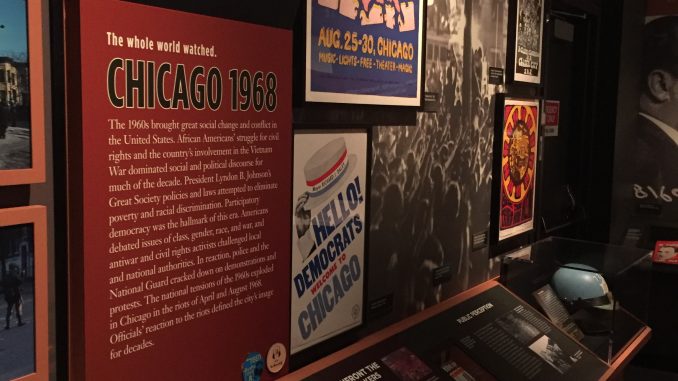 The whole world watched.
CHICAGO 1968
The 1960s brought great social change and conflict in
the United States. African Americans' struggle for civil
rights and the country's involvement in the Vietnam
War dominated social and political discourse for
much of the decade. President Lyndon B. Johnson's
Great Society policies and laws attempted to eliminate
poverty and racial discrimination. Participatory
democracy was the hallmark of this era. Americans
debated issues of class, gender, race, and war, and
antiwar and civil rights activists challenged local
and national authorities. In reaction, police and the
National Guard cracked down on demonstrations and
protests. The national tensions of the 1960s exploded
in Chicago in the riots of April and August 1968.
Officials' reaction to the riots defined the city's image
for decades.
AUG. 25-30, CHICAGO
MUSIC-LIGHTS-FREE-THEATER-MAGIC
HELLO!
DEMOCRATS
WELCOME TO
CHICAGO
PUBLIC PERCEPTION